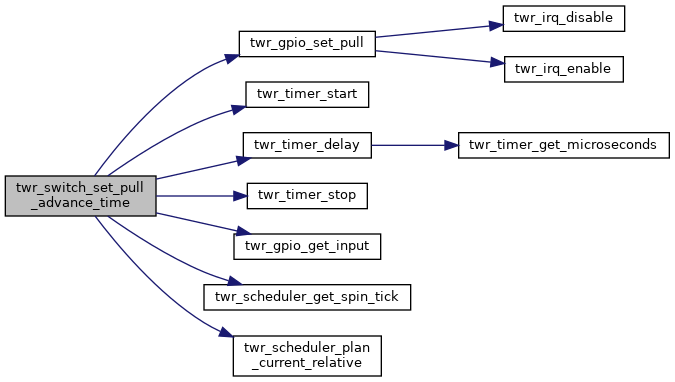 twr_switch_set_pull
_advance_time
twr_gpio_set_pull
twr_irq_disable
twr_irq_enable
twr_timer_start
twr_timer_delay
twr_timer_get_microseconds
twr_timer_stop
twr_gpio_get_input
twr_scheduler_get_spin_tick
twr_scheduler_plan
_current_relative